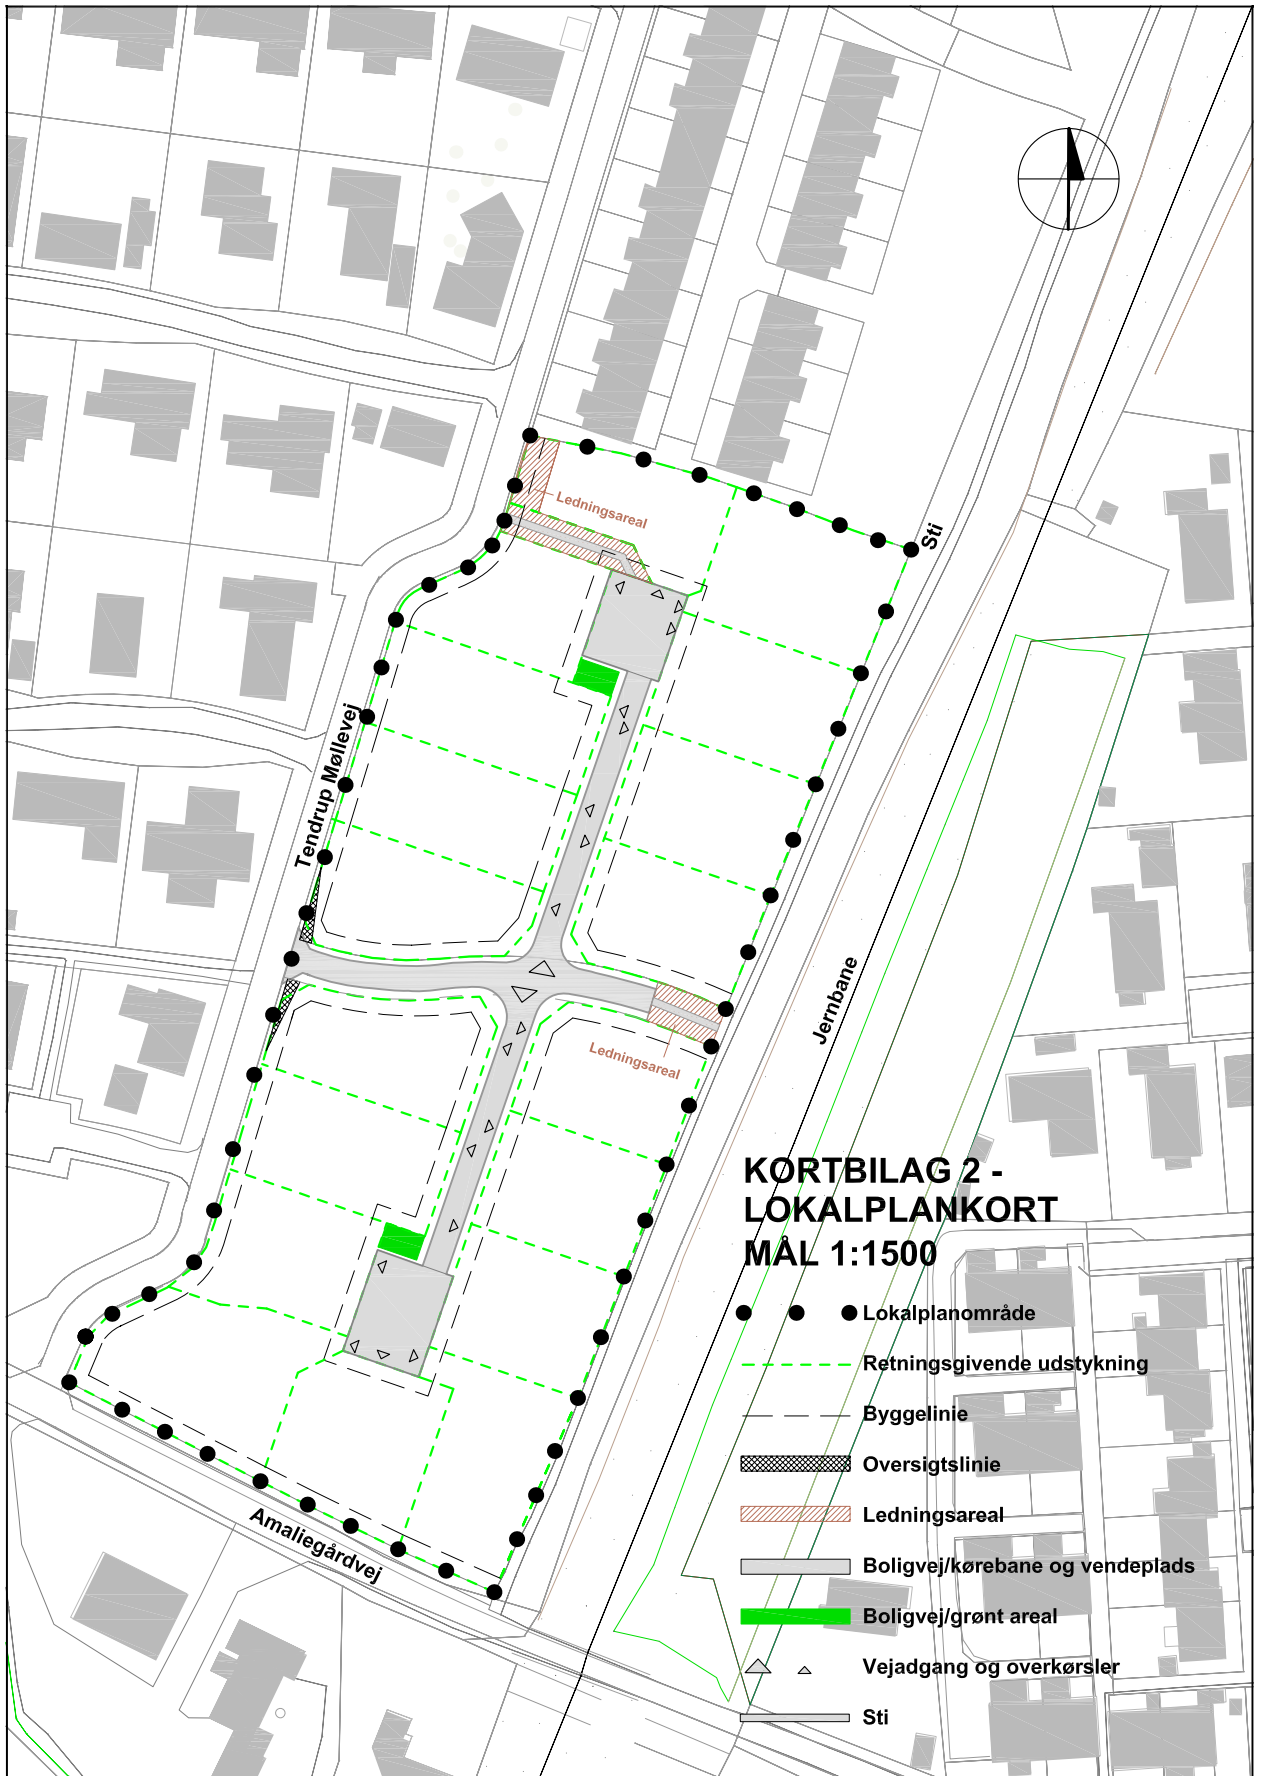 Ledningsareal
Sti
Tendrup Møllevej
Jernbane
Ledningsareal
Amaliegårdvej
KORTBILAG 2 -
LOKALPLANKORT
MÅL 1:1500
Lokalplanområde
Retningsgivende udstykning
Byggelinie
Oversigtslinie
Ledningsareal
Boligvej/kørebane og vendeplads
Boligvej/grønt areal
Vejadgang og overkørsler
Sti